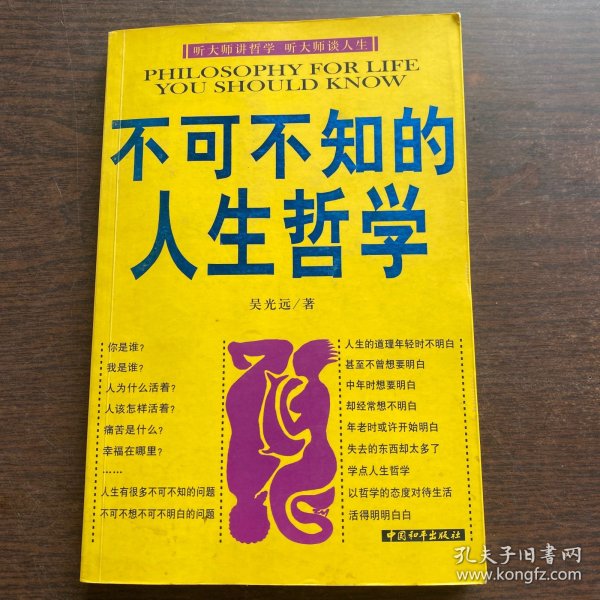 听大师讲哲学 听大师谈人生
PHILOSOPHY FOR LIFE
YOU SHOULD KNOW
不可不知的
人生哲学
吴光远/著
你是谁?
我是谁?
人为什么活着?
人该怎样活着?
痛苦是什么?
幸福在哪里?
……
人生有很多不可不知的问题
不可不想不可不明白的问题
人生的道理年轻时不明白
甚至不曾想要明白
中年时想要明白
却经常想不明白
年老时或许开始明白
失去的东西却太多了
学点人生哲学
以哲学的态度对待生活
活得明明白白
中国和平出版社
孔夫子旧书网
www.kongfz.com